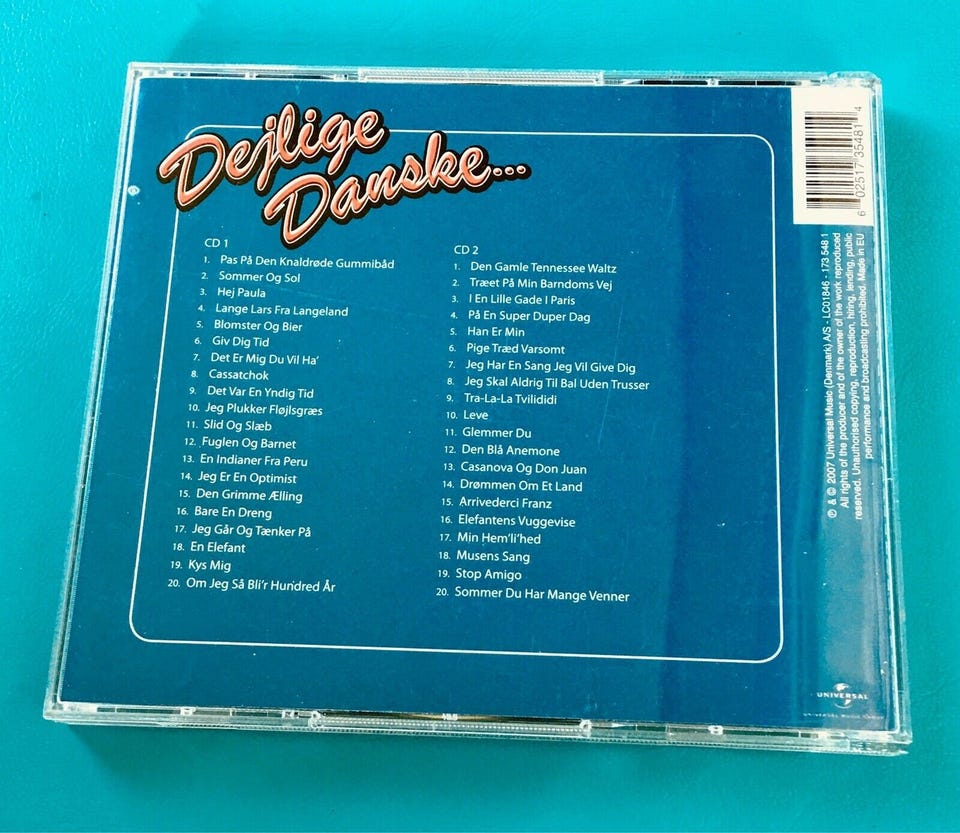 Dejlige
Danske...
CD 1
1. Pas På Den Knaldrøde Gummibåd
2. Sommer Og Sol
3. Hej Paula
4. Lange Lars Fra Langeland
5. Blomster Og Bier
6. Giv Dig Tid
7. Det Er Mig Du Vil Ha'
8. Cassatchok
9. Det Var En Yndig Tid
10. Jeg Plukker Fløjlsgræs
11. Slid Og Slæb
12. Fuglen Og Barnet
13. En Indianer Fra Peru
14. Jeg Er En Optimist
15. Den Grimme Ælling
16. Bare En Dreng
17. Jeg Går Og Tænker På
18. En Elefant
19. Kys Mig
20. Om Jeg Så Bli'r Hundred År
CD 2
1. Den Gamle Tennessee Waltz
2. Træet På Min Barndoms Vej
3. I En Lille Gade I Paris
4. På En Super Duper Dag
5. Han Er Min
6. Pige Træd Varsomt
7. Jeg Har En Sang Jeg Vil Give Dig
8. Jeg Skal Aldrig Til Bal Uden Trusser
9. Tra-La-La Tvilididi
10. Leve
11. Glemmer Du
12. Den Blå Anemone
13. Casanova Og Don Juan
14. Drømmen Om Et Land
15. Arrivederci Franz
16. Elefantens Vuggevise
17. Min Hem'li'hed
18. Musens Sang
19. Stop Amigo
20. Sommer Du Har Mange Venner
6 02517 35481 4
℗ & © 2007 Universal Music (Denmark) A/S - LC01846 - 173 548 1
All rights of the producer and of the owner of the work reproduced
reserved. Unauthorised copying, reproduction, hiring, lending, public
performance and broadcasting prohibited. Made in EU
UNIVERSAL